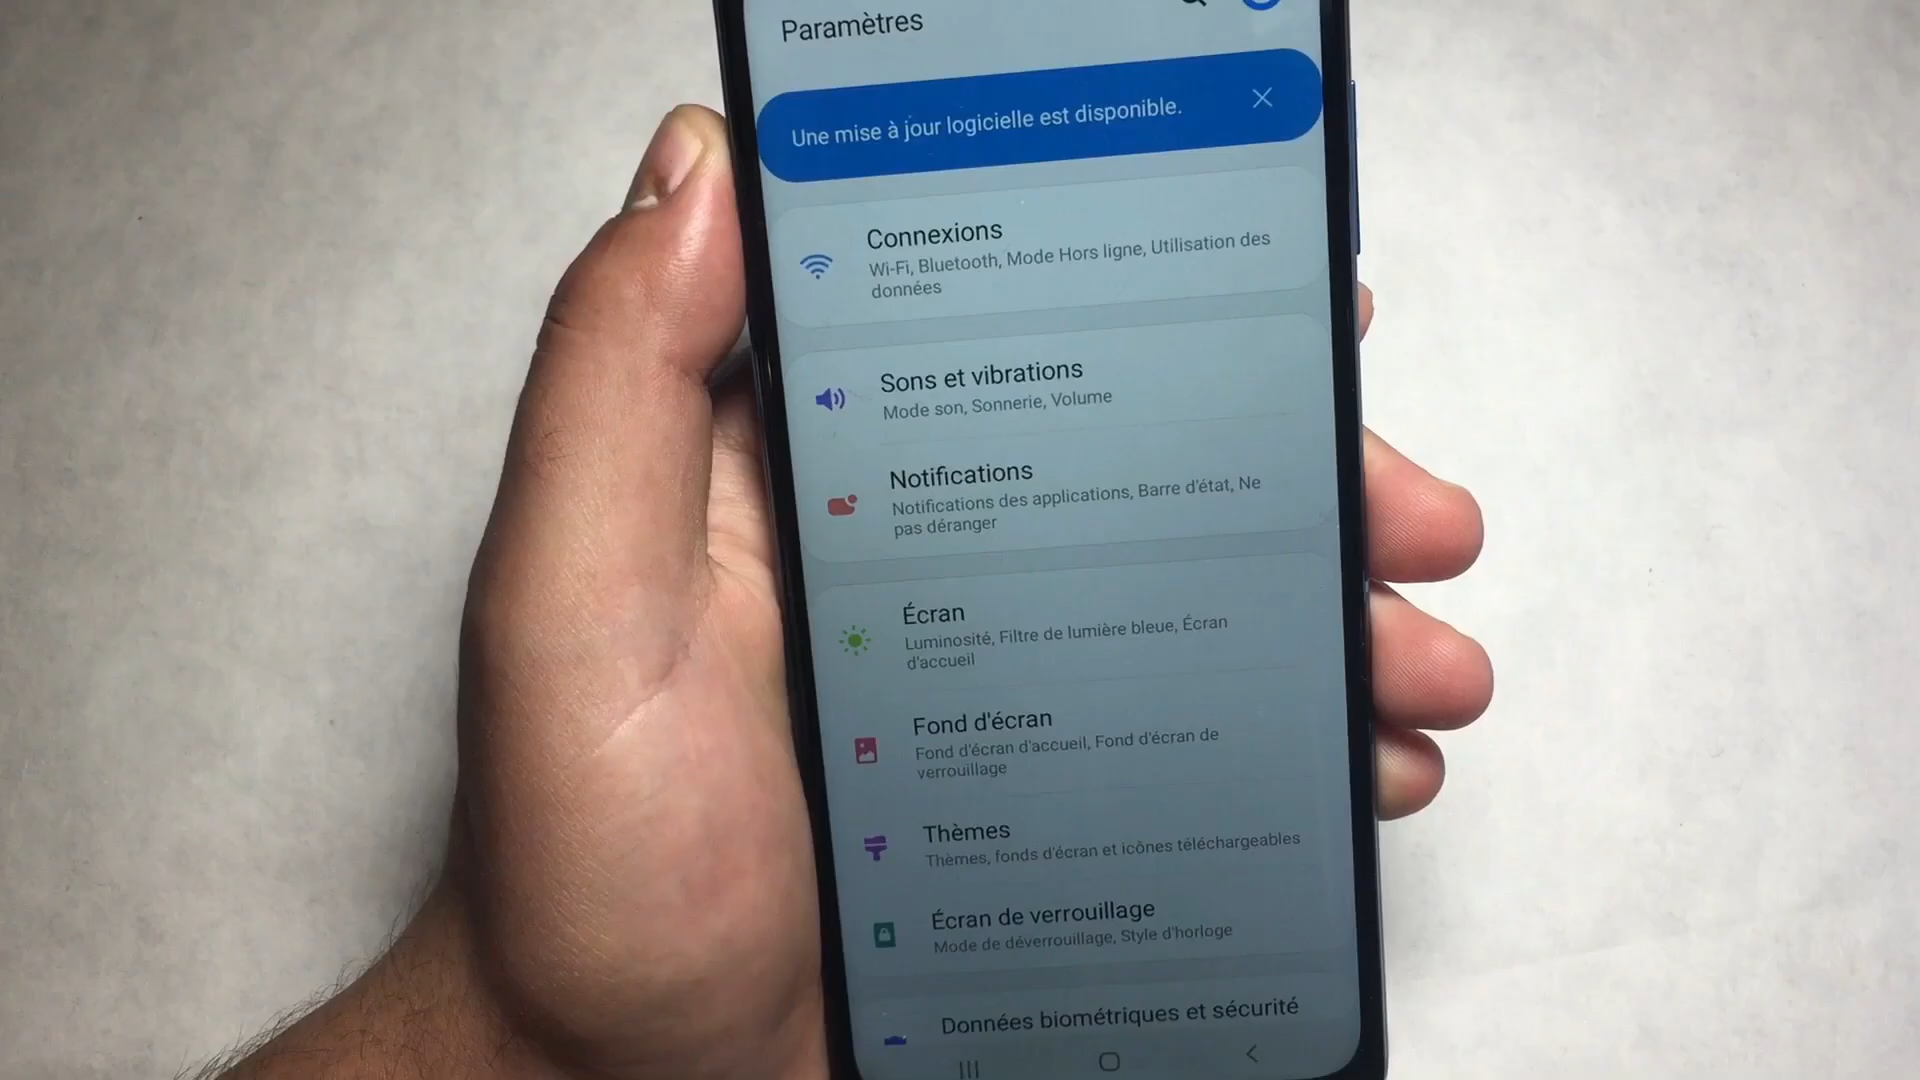 Paramètres
Une mise à jour logicielle est disponible.
Connexions
Wi-Fi, Bluetooth, Mode Hors ligne, Utilisation des
données
Sons et vibrations
Mode son, Sonnerie, Volume
Notifications
Notifications des applications, Barre d'état, Ne
pas déranger
Écran
Luminosité, Filtre de lumière bleue, Écran
d'accueil
Fond d'écran
Fond d'écran d'accueil, Fond d'écran de
verrouillage
Thèmes
Thèmes, fonds d'écran et icônes téléchargeables
Écran de verrouillage
Mode de déverrouillage, Style d'horloge
Données biométriques et sécurité